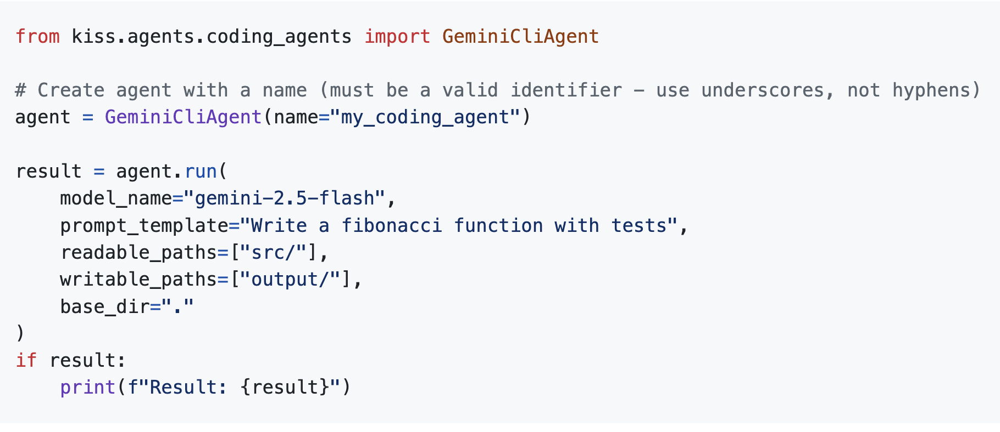 from kiss.agents.coding_agents import GeminiCliAgent

# Create agent with a name (must be a valid identifier – use underscores, not hyphens)
agent = GeminiCliAgent(name="my_coding_agent")

result = agent.run(
    model_name="gemini-2.5-flash",
    prompt_template="Write a fibonacci function with tests",
    readable_paths=["src/"],
    writable_paths=["output/"],
    base_dir="."
)
if result:
    print(f"Result: {result}")